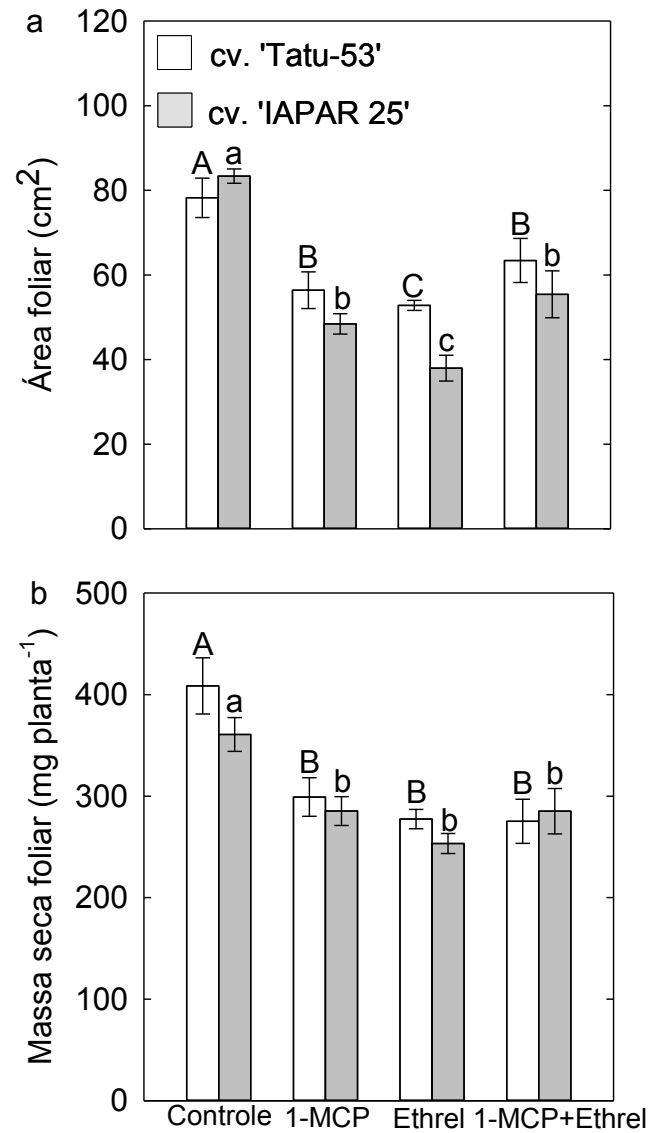 a
120
cv. 'Tatu-53'
100
cv. 'IAPAR 25'
Área foliar (cm2)
80
A a
60
B b
C c
B b
40
20
0
b
500
Massa seca foliar (mg planta-1)
A a
400
B b
B b
B b
300
200
100
0
Controle 1-MCP Ethrel 1-MCP+Ethrel